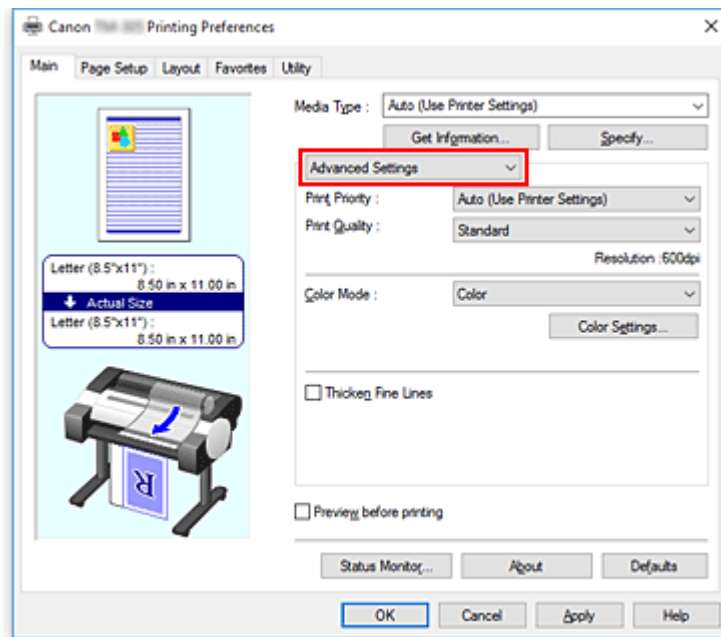 Canon Printing Preferences
Main Page Setup Layout Favorites Utility
Media Type : Auto (Use Printer Settings)
Get Information... Specify...
Advanced Settings
Print Priority : Auto (Use Printer Settings)
Print Quality : Standard
Resolution :600dpi
Letter (8.5"x11") :
8.50 in x 11.00 in
Actual Size
Letter (8.5"x11") :
8.50 in x 11.00 in
Color Mode : Color
Color Settings...
Thicken Fine Lines
R
Preview before printing
Status Monitor... About Defaults
OK Cancel Apply Help